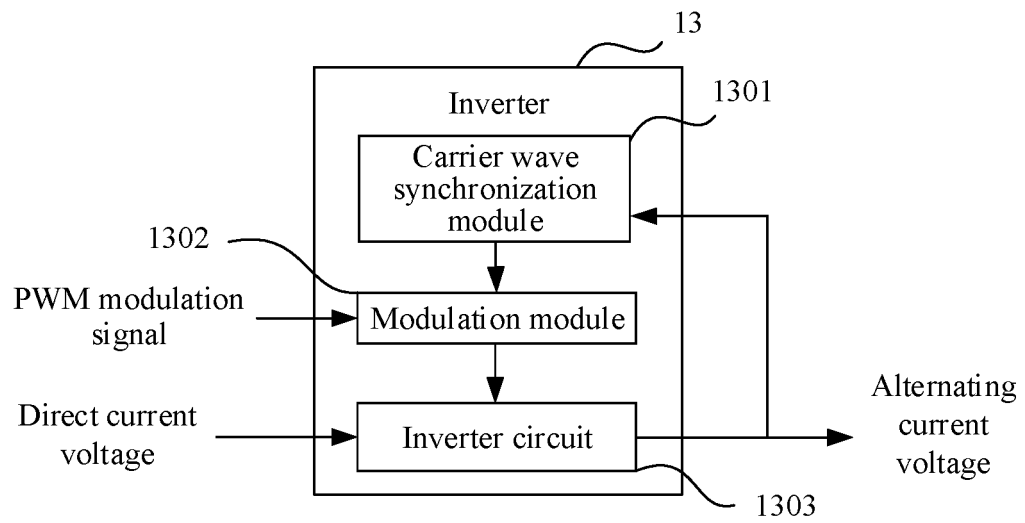 13
Inverter
1301
Carrier wave
synchronization
module
1302
PWM modulation
signal
Modulation module
Direct current
voltage
Inverter circuit
Alternating
current
voltage
1303